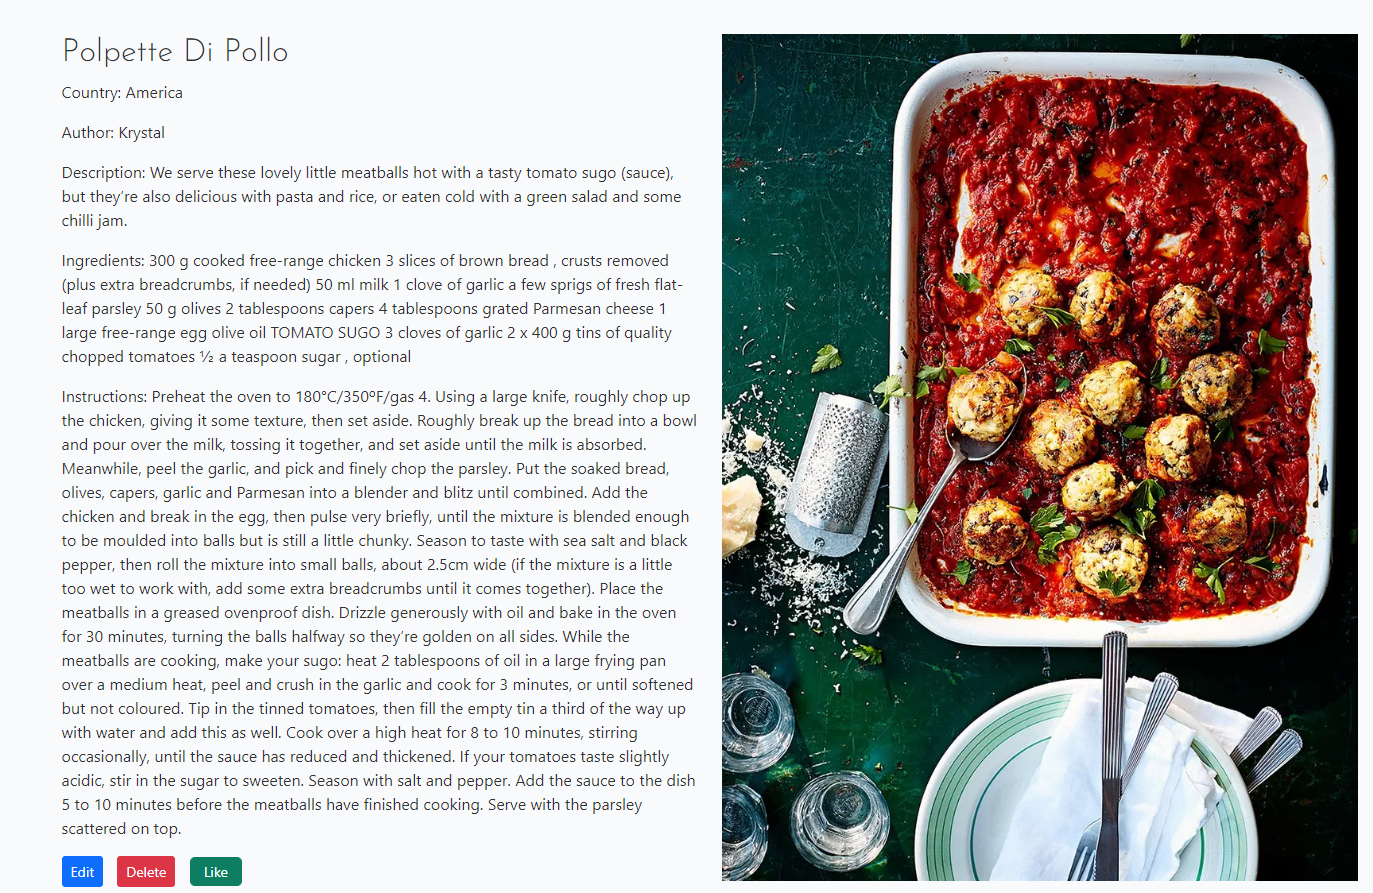 Polpette Di Pollo
Country: America
Author: Krystal
Description: We serve these lovely little meatballs hot with a tasty tomato sugo (sauce),
but they’re also delicious with pasta and rice, or eaten cold with a green salad and some
chilli jam.
Ingredients: 300 g cooked free-range chicken 3 slices of brown bread , crusts removed
(plus extra breadcrumbs, if needed) 50 ml milk 1 clove of garlic a few sprigs of fresh flat-
leaf parsley 50 g olives 2 tablespoons capers 4 tablespoons grated Parmesan cheese 1
large free-range egg olive oil TOMATO SUGO 3 cloves of garlic 2 x 400 g tins of quality
chopped tomatoes ½ a teaspoon sugar , optional
Instructions: Preheat the oven to 180°C/350ºF/gas 4. Using a large knife, roughly chop up
the chicken, giving it some texture, then set aside. Roughly break up the bread into a bowl
and pour over the milk, tossing it together, and set aside until the milk is absorbed.
Meanwhile, peel the garlic, and pick and finely chop the parsley. Put the soaked bread,
olives, capers, garlic and Parmesan into a blender and blitz until combined. Add the
chicken and break in the egg, then pulse very briefly, until the mixture is blended enough
to be moulded into balls but is still a little chunky. Season to taste with sea salt and black
pepper, then roll the mixture into small balls, about 2.5cm wide (if the mixture is a little
too wet to work with, add some extra breadcrumbs until it comes together). Place the
meatballs in a greased ovenproof dish. Drizzle generously with oil and bake in the oven
for 30 minutes, turning the balls halfway so they’re golden on all sides. While the
meatballs are cooking, make your sugo: heat 2 tablespoons of oil in a large frying pan
over a medium heat, peel and crush in the garlic and cook for 3 minutes, or until softened
but not coloured. Tip in the tinned tomatoes, then fill the empty tin a third of the way up
with water and add this as well. Cook over a high heat for 8 to 10 minutes, stirring
occasionally, until the sauce has reduced and thickened. If your tomatoes taste slightly
acidic, stir in the sugar to sweeten. Season with salt and pepper. Add the sauce to the dish
5 to 10 minutes before the meatballs have finished cooking. Serve with the parsley
scattered on top.
Edit Delete Like